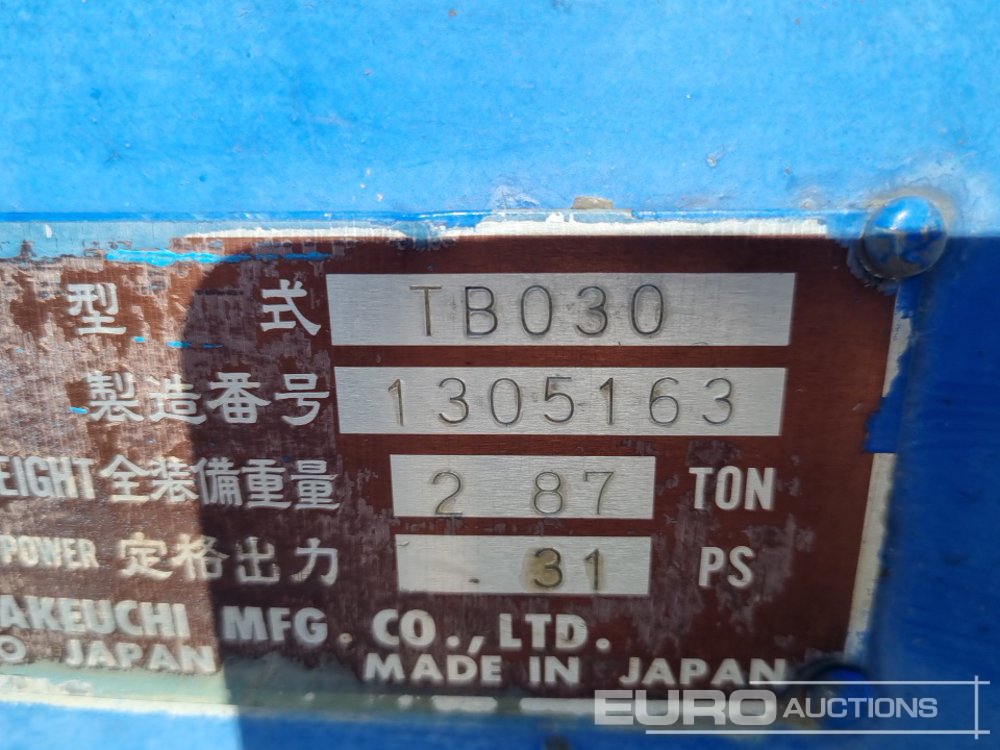 型 式 TB030
製造番号 1305163
EIGHT 全装備重量 2 87 TON
POWER 定格出力 . 31 PS
AKEUCHI MFG. CO., LTD.
O JAPAN MADE IN JAPAN
EURO AUCTIONS